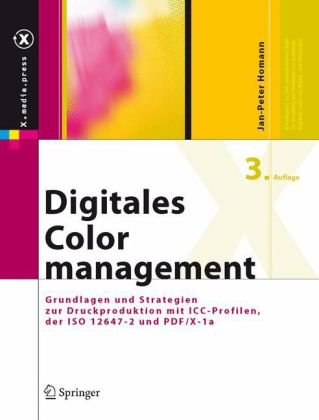 x.media.press
Jan-Peter Homann
3. Auflage
Digitales
Color
management
Grundlagen und Strategien
zur Druckproduktion mit ICC-Profilen,
der ISO 12647-2 und PDF/X-1a
Springer